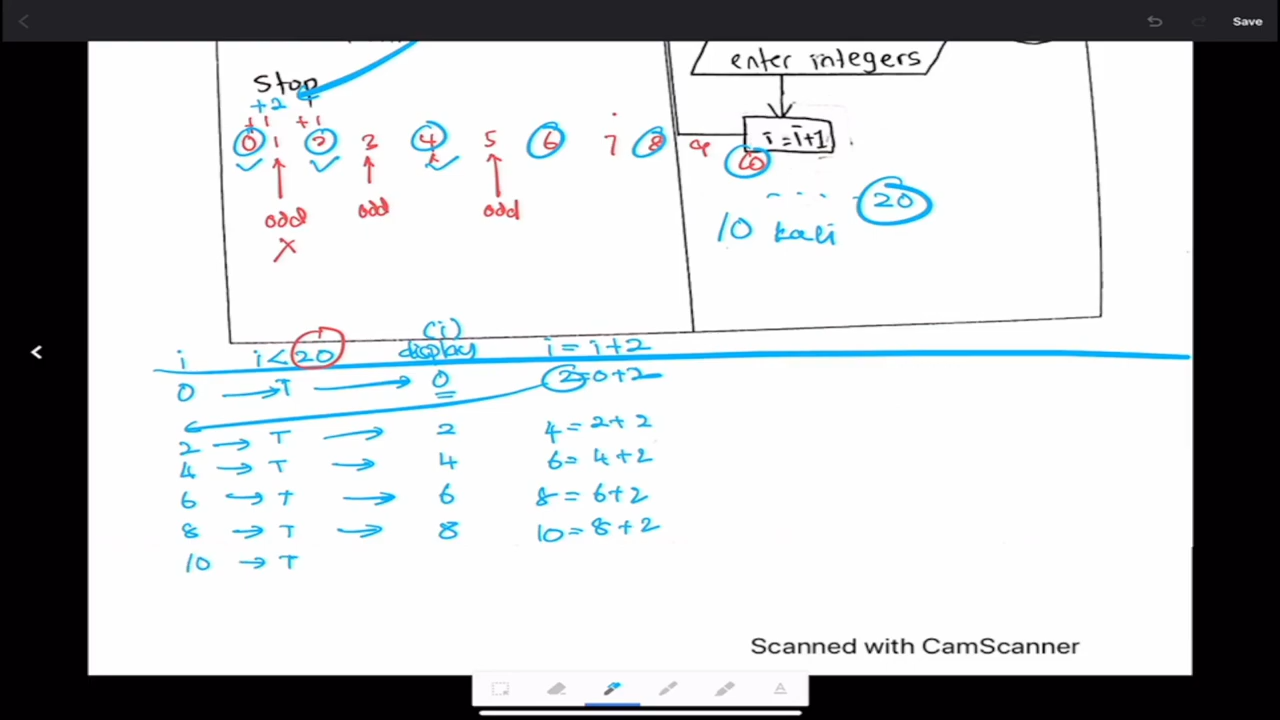 Save
enter integers
Stop
+2
+1 +1
i = i+1
0 1 2 3 4 5 6 7 8 9 10
... 20
odd odd odd
X
10 kali
(i)
i i < 20 display i = i+2
0 → T → 0 2=0+2
2 → T → 2 4 = 2+2
4 → T → 4 6 = 4+2
6 → T → 6 8 = 6+2
8 → T → 8 10 = 8+2
10 → T
Scanned with CamScanner
A